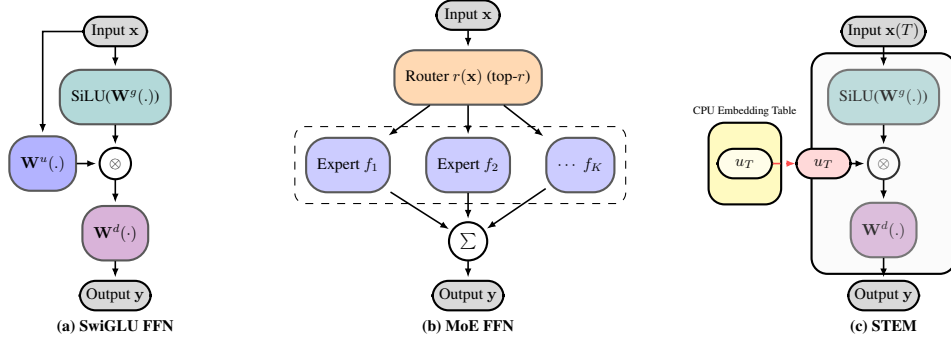 Input x
SiLU(W^g(.))
W^u(.)
⊗
W^d(·)
Output y
(a) SwiGLU FFN
Input x
Router r(x) (top-r)
Expert f_1
Expert f_2
⋯ f_K
∑
Output y
(b) MoE FFN
Input x(T)
SiLU(W^g(.))
CPU Embedding Table
u_T
u_T
⊗
W^d(.)
Output y
(c) STEM